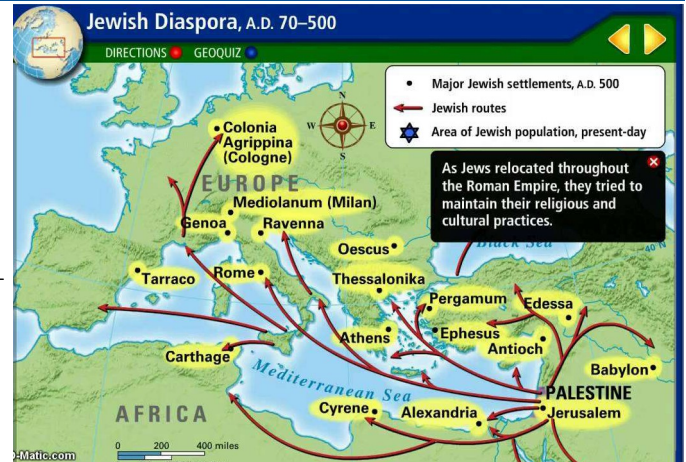 Jewish Diaspora, A.D. 70–500
DIRECTIONS
GEOQUIZ
Major Jewish settlements, A.D. 500
Jewish routes
Area of Jewish population, present-day
As Jews relocated throughout
the Roman Empire, they tried to
maintain their religious and
cultural practices.
N
W
E
S
Colonia
Agrippina
(Cologne)
EUROPE
Mediolanum (Milan)
Genoa
Ravenna
Black Sea
40 N
Oescus
Tarraco
Rome
Thessalonika
Pergamum
Edessa
Athens
Ephesus
Antioch
Carthage
Babylon
Mediterranean Sea
PALESTINE
Cyrene
Alexandria
Jerusalem
AFRICA
0 200 400 miles
-Matic.com